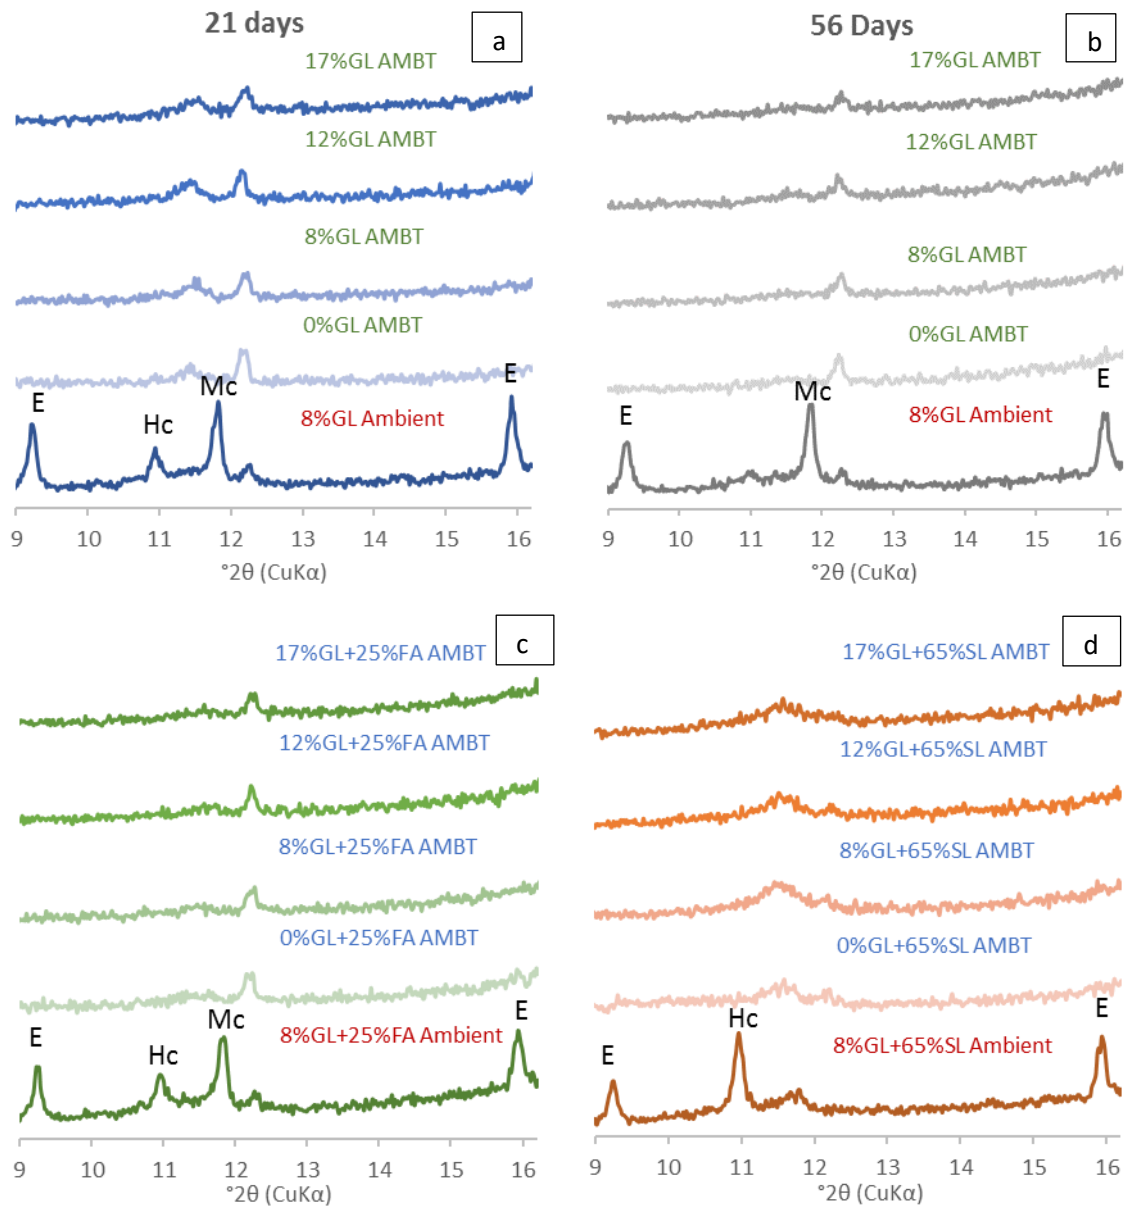 21 days
a
17%GL AMBT
12%GL AMBT
8%GL AMBT
0%GL AMBT
E
Hc
Mc
E
8%GL Ambient
9 10 11 12 13 14 15 16
°2θ (CuKα)
56 Days
b
17%GL AMBT
12%GL AMBT
8%GL AMBT
0%GL AMBT
E
Mc
E
8%GL Ambient
9 10 11 12 13 14 15 16
°2θ (CuKα)
c
17%GL+25%FA AMBT
12%GL+25%FA AMBT
8%GL+25%FA AMBT
0%GL+25%FA AMBT
E
Hc
Mc
E
8%GL+25%FA Ambient
9 10 11 12 13 14 15 16
°2θ (CuKα)
d
17%GL+65%SL AMBT
12%GL+65%SL AMBT
8%GL+65%SL AMBT
0%GL+65%SL AMBT
E
Hc
E
8%GL+65%SL Ambient
9 10 11 12 13 14 15 16
°2θ (CuKα)